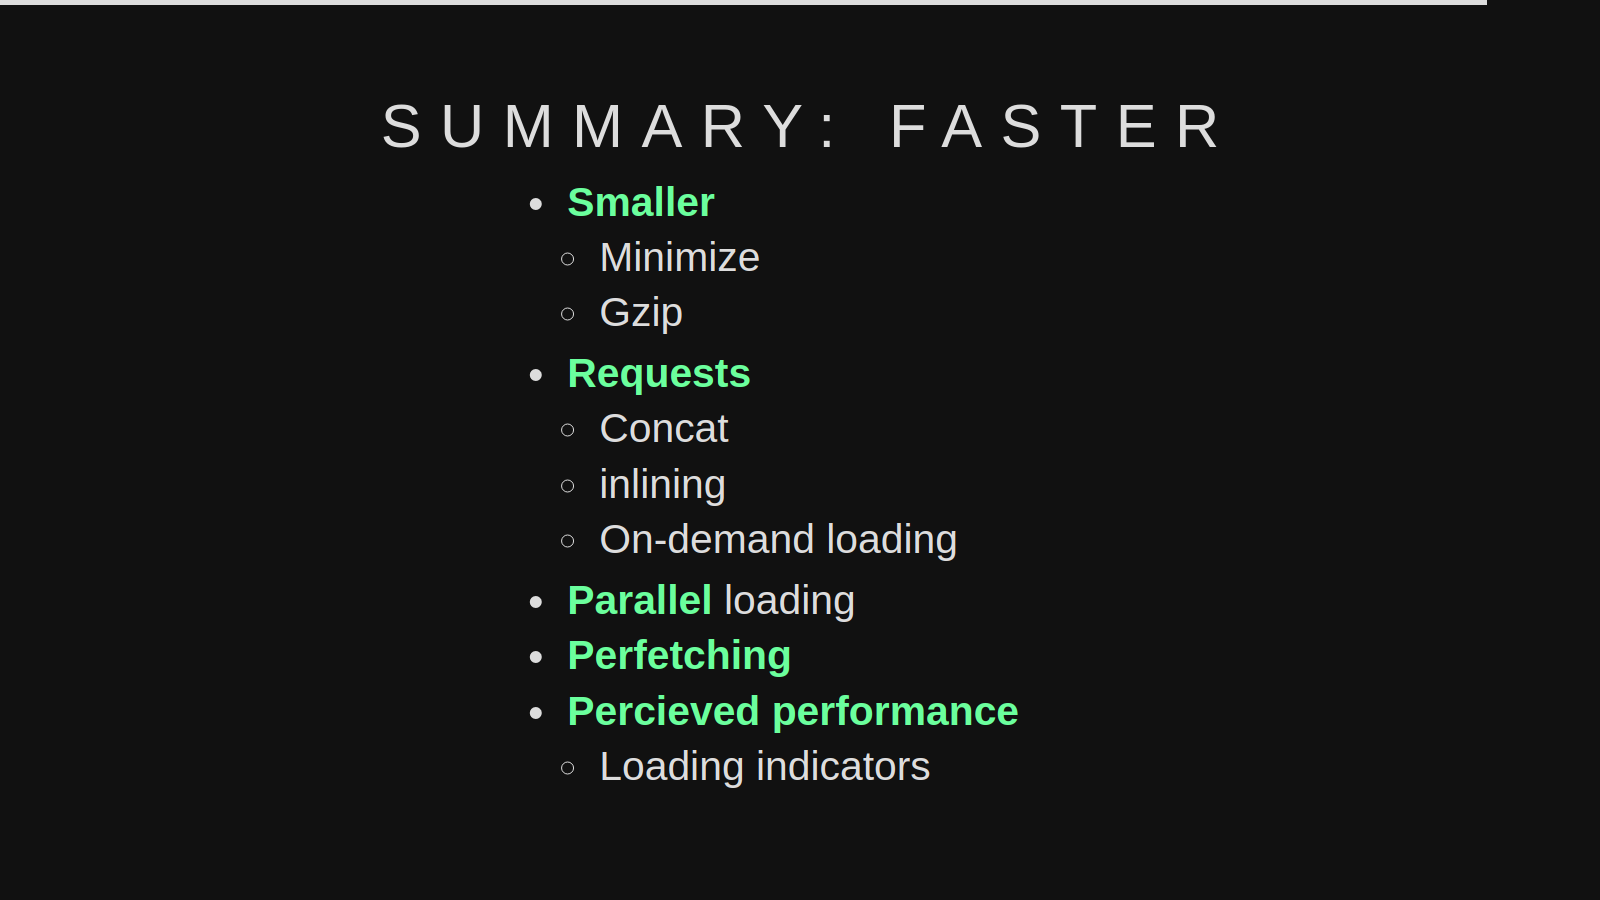 SUMMARY: FASTER
Smaller
Minimize
Gzip
Requests
Concat
inlining
On-demand loading
Parallel loading
Perfetching
Percieved performance
Loading indicators